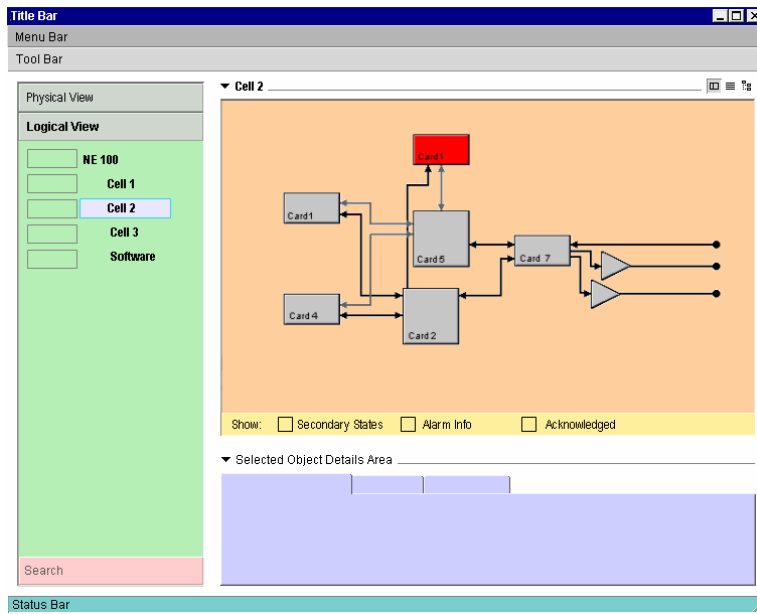 Title Bar
Menu Bar
Tool Bar
Physical View
Logical View
NE 100
Cell 1
Cell 2
Cell 3
Software
Search
Cell 2
Card1
Card1
Card 5
Card 7
Card 4
Card 2
Show: Secondary States Alarm Info Acknowledged
Selected Object Details Area
Status Bar